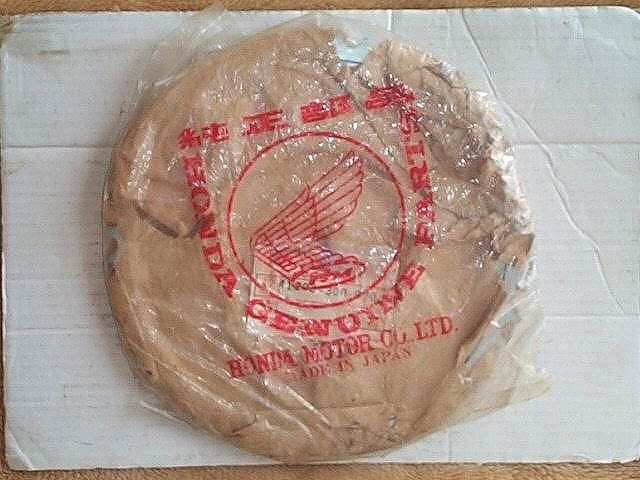 純正部品
HONDA GENUINE PARTS
HONDA MOTOR CO., LTD.
MADE IN JAPAN